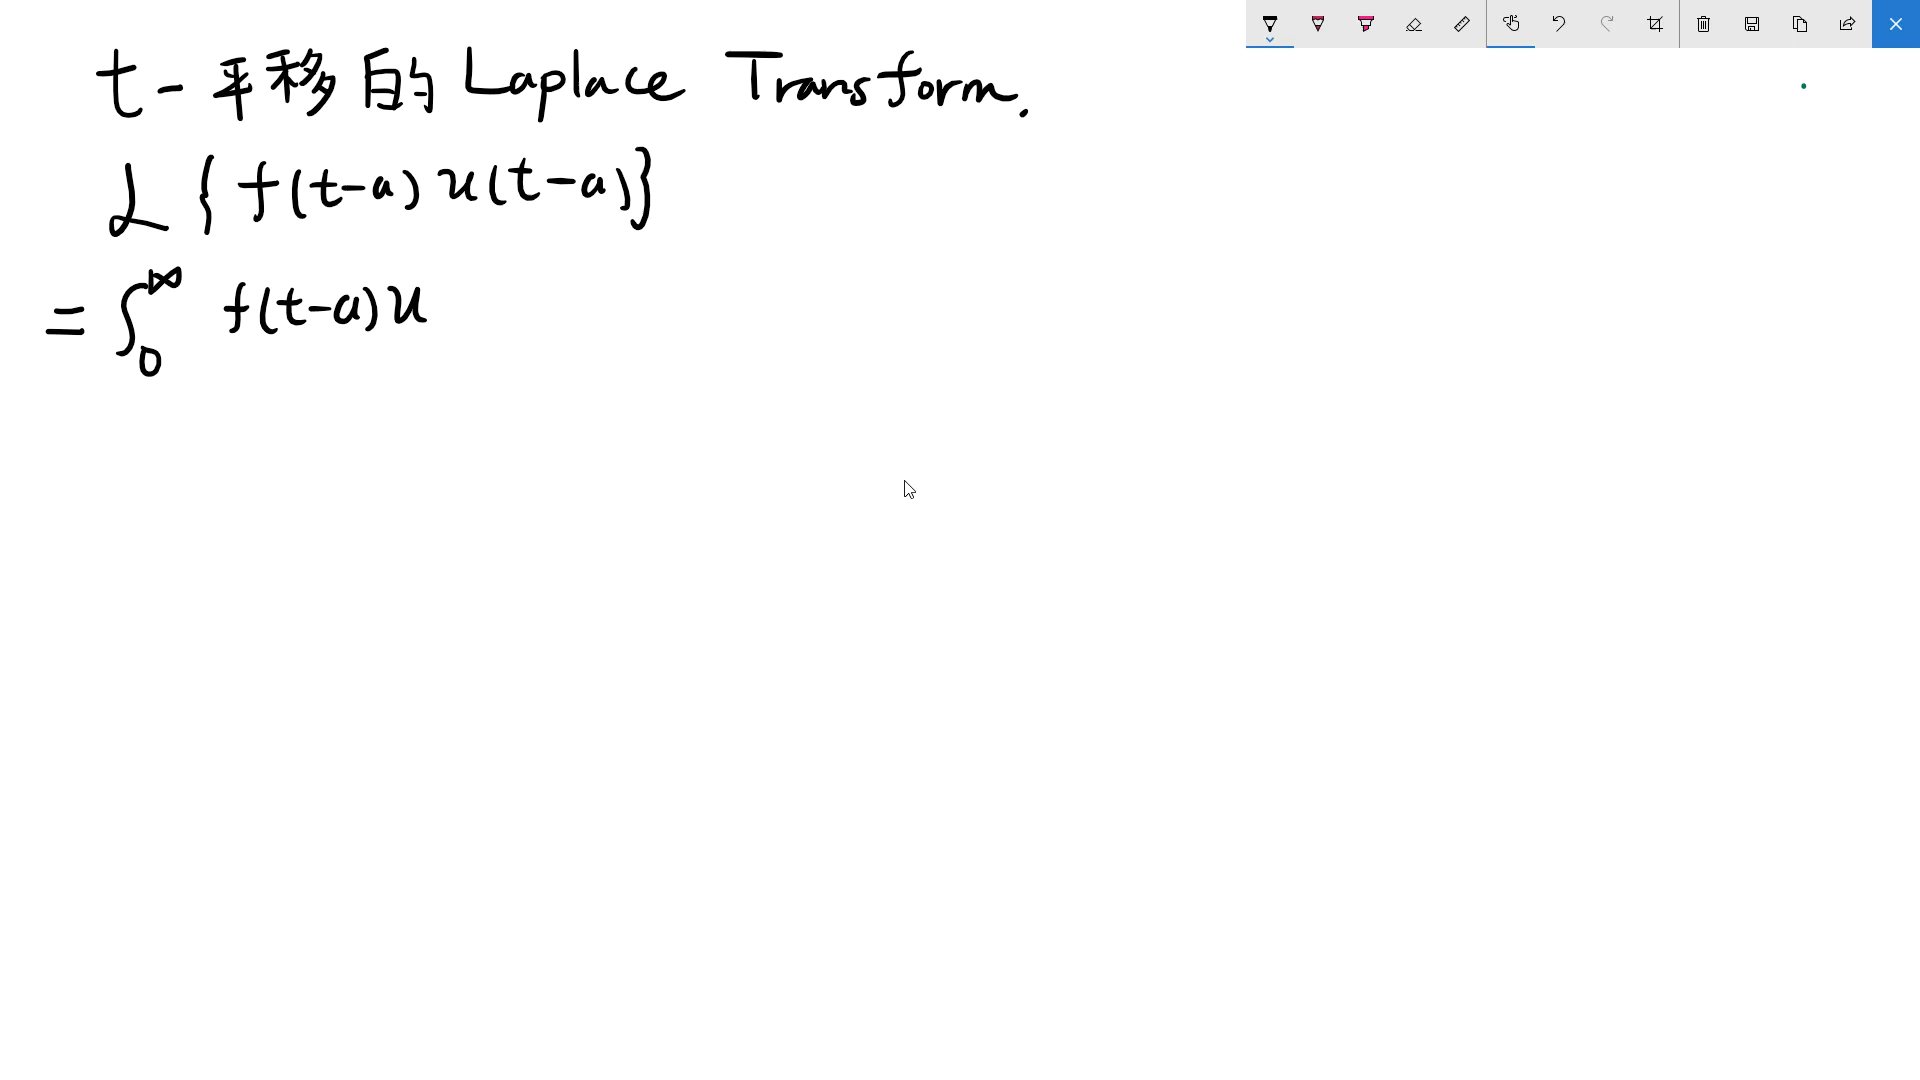 t-平移的 Laplace Transform.
ℒ{f(t-a)u(t-a)}
= ∫₀^∞ f(t-a)u